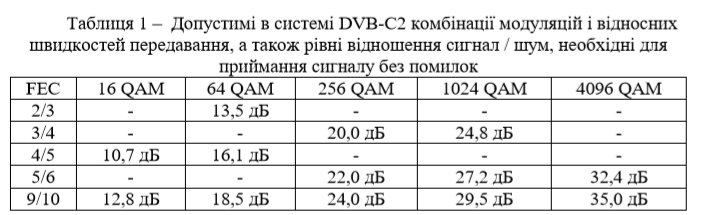 Таблиця 1 – Допустимі в системі DVB-C2 комбінації модуляцій і відносних
швидкостей передавання, а також рівні відношення сигнал / шум, необхідні для
приймання сигналу без помилок
FEC 16 QAM 64 QAM 256 QAM 1024 QAM 4096 QAM
2/3 - 13,5 дБ - - -
3/4 - - 20,0 дБ 24,8 дБ -
4/5 10,7 дБ 16,1 дБ - - -
5/6 - - 22,0 дБ 27,2 дБ 32,4 дБ
9/10 12,8 дБ 18,5 дБ 24,0 дБ 29,5 дБ 35,0 дБ